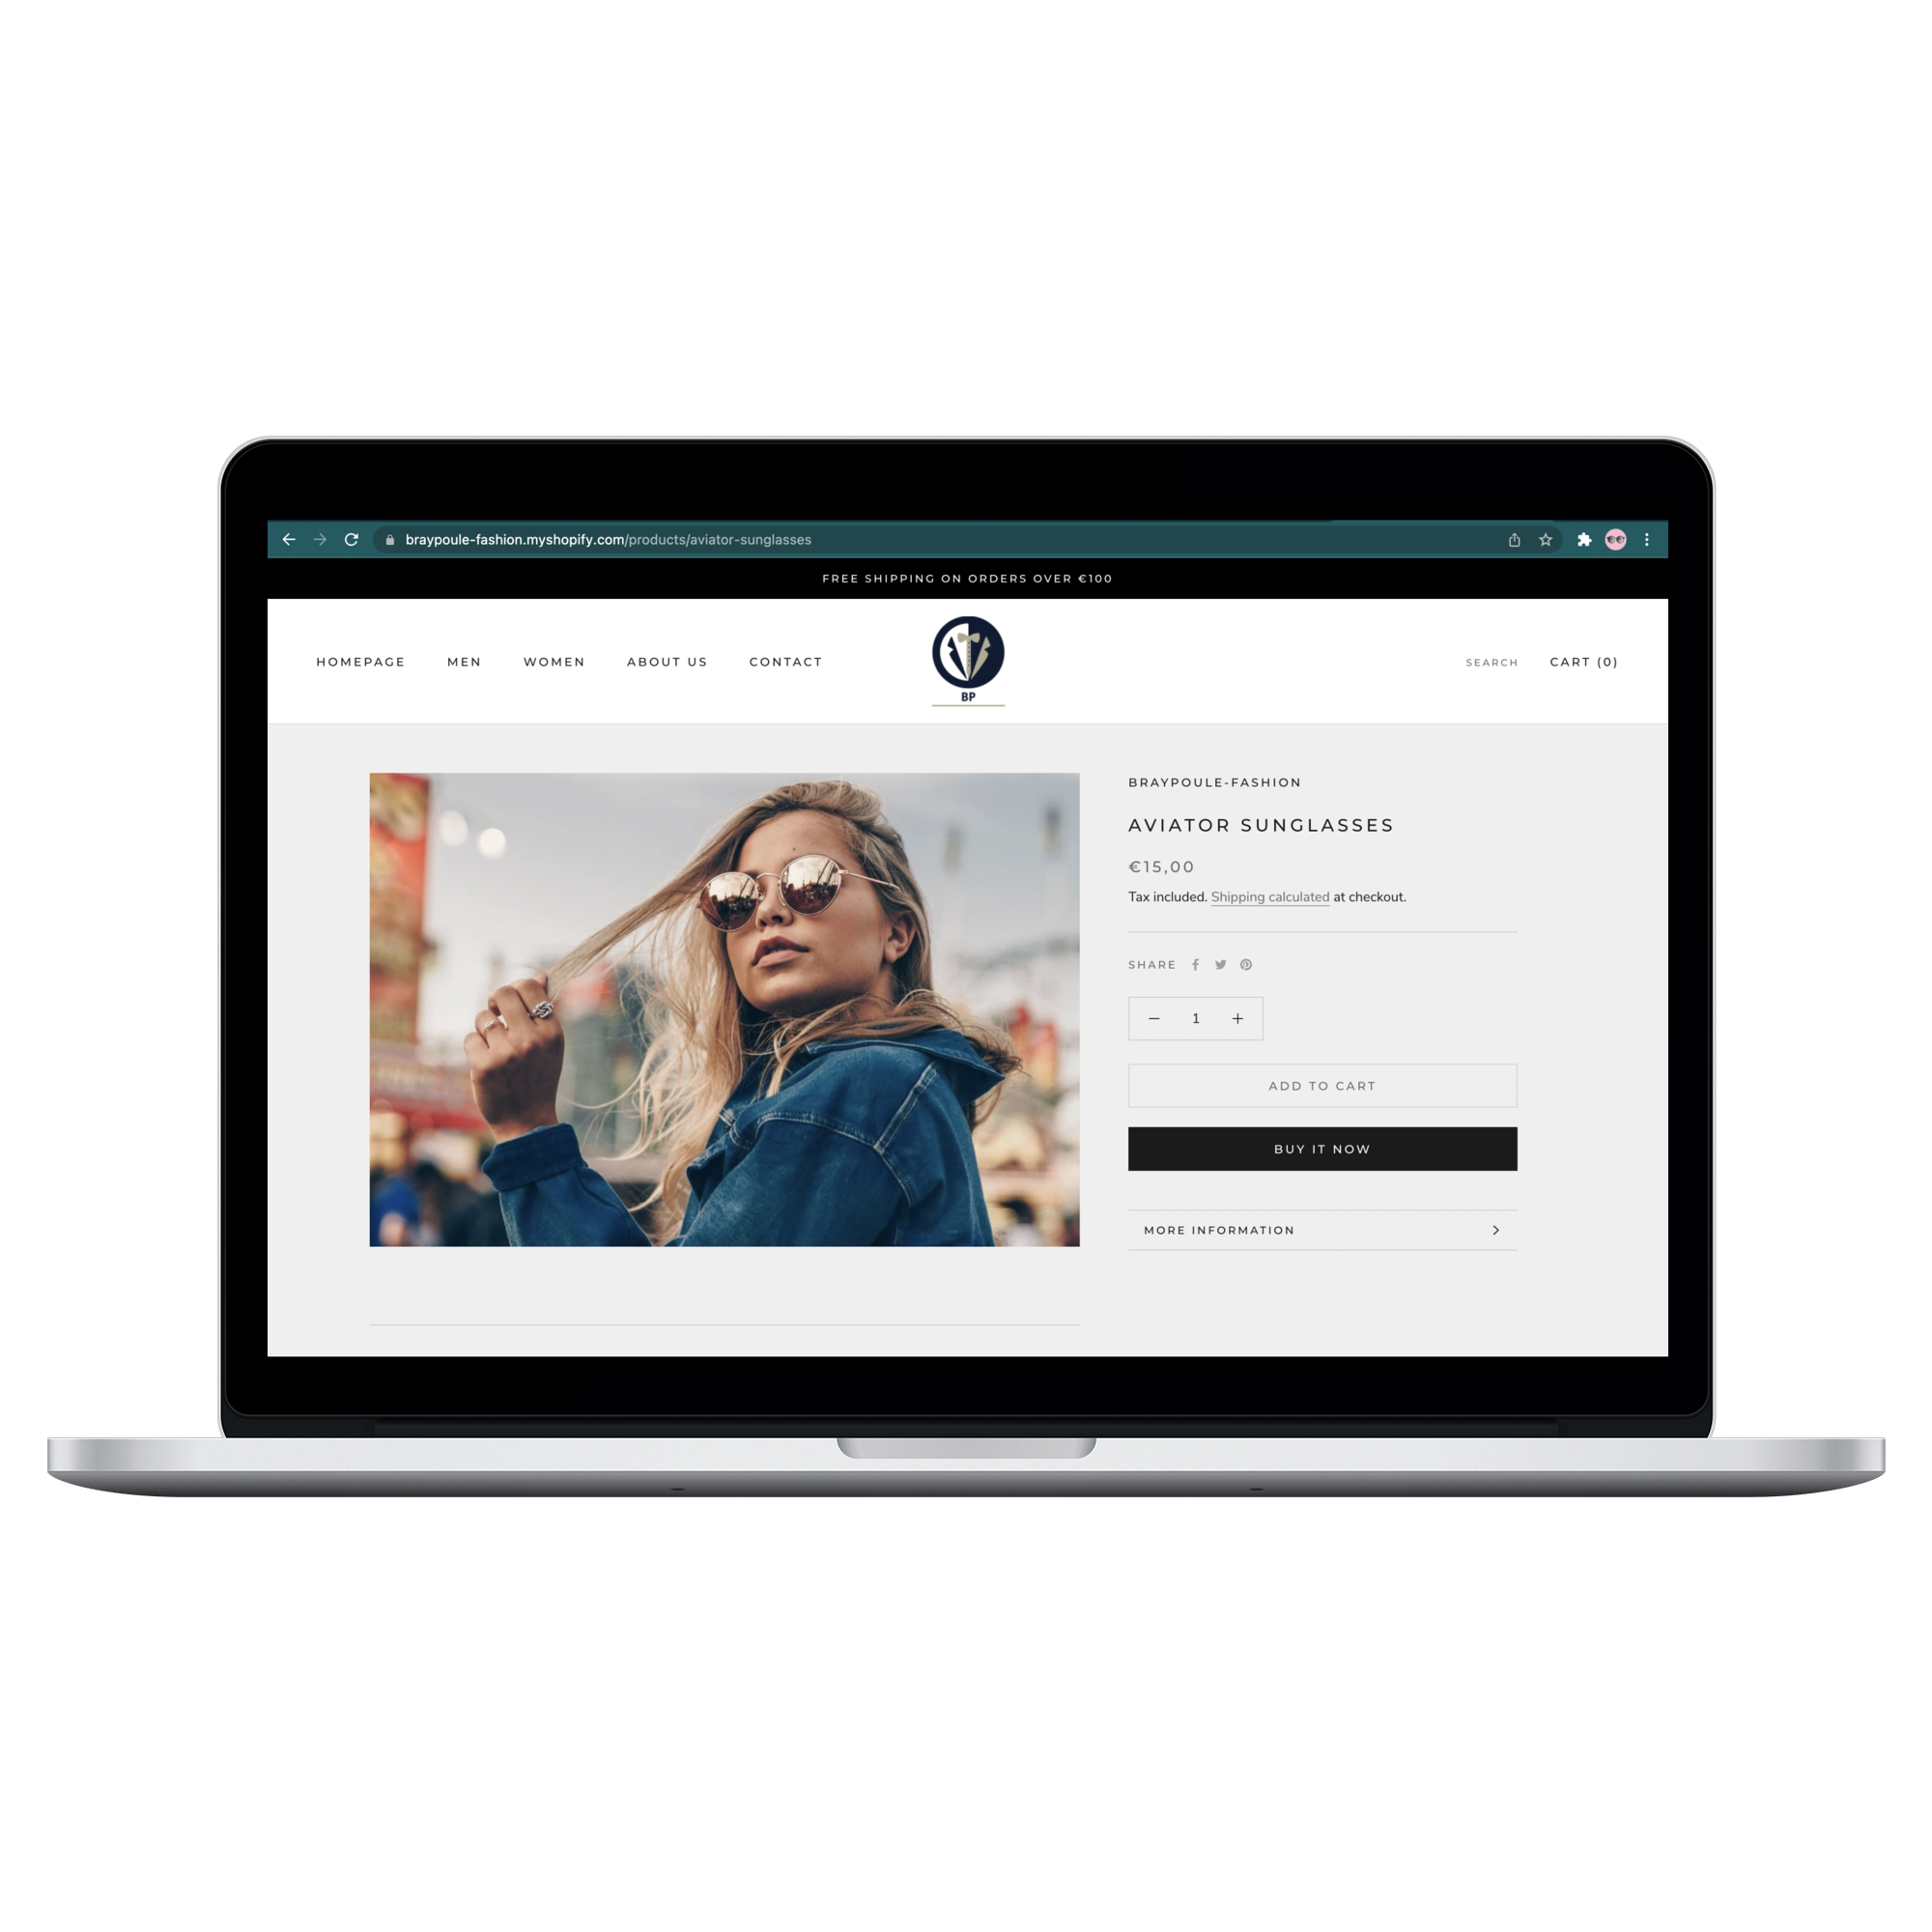 braypoule-fashion.myshopify.com/products/aviator-sunglasses
FREE SHIPPING ON ORDERS OVER €100
HOMEPAGE MEN WOMEN ABOUT US CONTACT
BP
SEARCH CART (0)
BRAYPOULE-FASHION
AVIATOR SUNGLASSES
€15,00
Tax included. Shipping calculated at checkout.
SHARE
− 1 +
ADD TO CART
BUY IT NOW
MORE INFORMATION